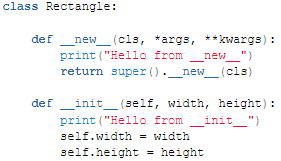 class Rectangle:
def __new__(cls, *args, **kwargs):
print("Hello from __new__")
return super().__new__(cls)
def __init__(self, width, height):
print("Hello from __init__")
self.width = width
self.height = height